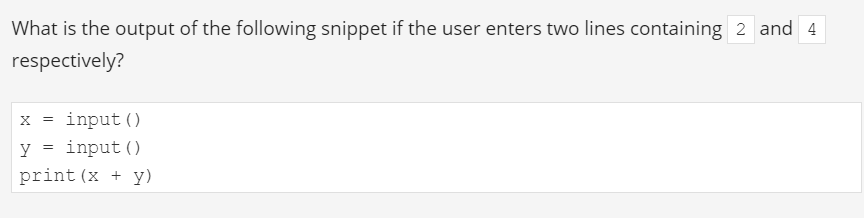 What is the output of the following snippet if the user enters two lines containing 2 and 4
respectively?
x = input()
y = input()
print(x + y)